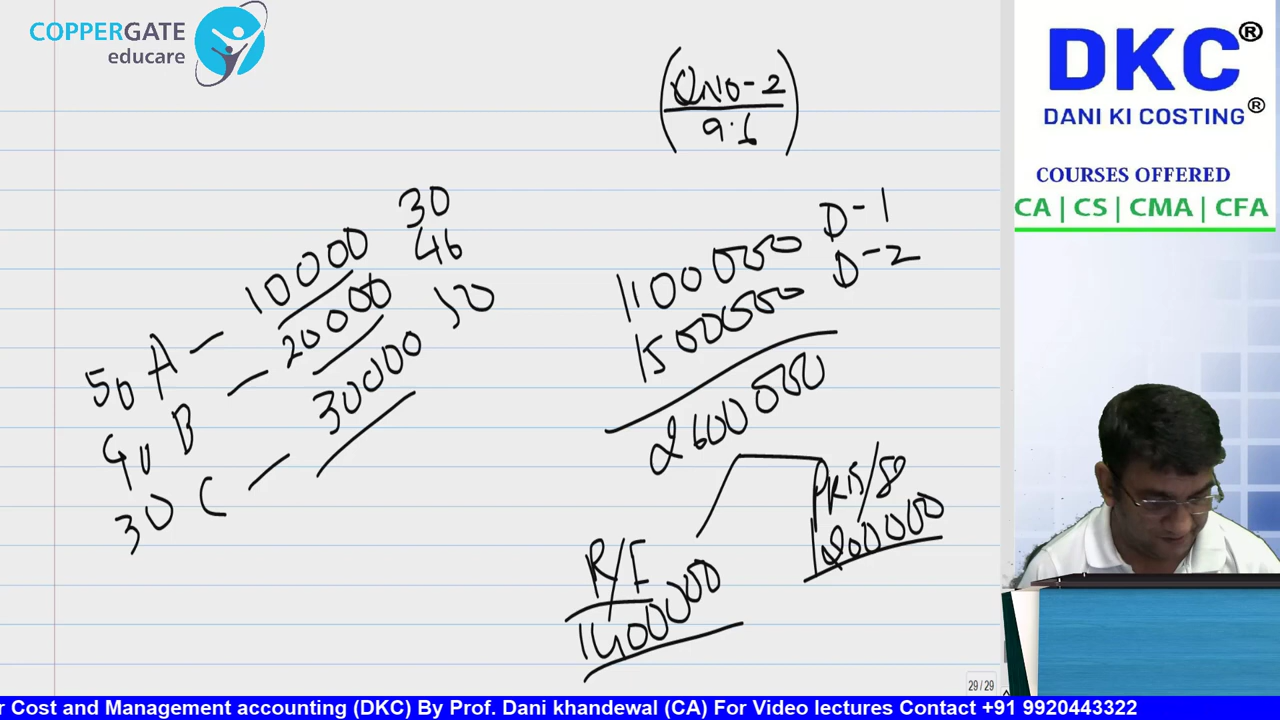 COPPERGATE
educare
QNO-2
9.1
50 A - 10000 30
40 B - 20000 46
30 C - 30000 50
1100000 D-1
1500000 D-2
2600000
R/I
1400000
1200000
29/29
DKC®
DANI KI COSTING®
COURSES OFFERED
CA | CS | CMA | CFA
r Cost and Management accounting (DKC) By Prof. Dani khandewal (CA) For Video lectures Contact +91 9920443322